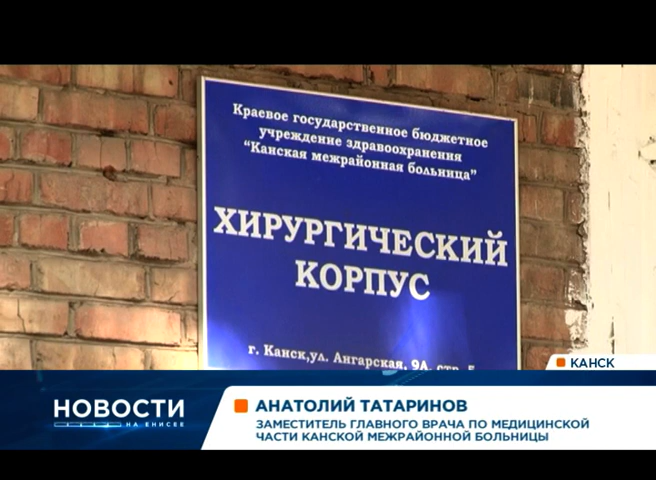 Краевое государственное бюджетное
учреждение здравоохранения
“Канская межрайонная больница”
ХИРУРГИЧЕСКИЙ
КОРПУС
г. Канск,ул. Ангарская, 9А, стр. 5
КАНСК
НОВОСТИ
НА ЕНИСЕЕ
АНАТОЛИЙ ТАТАРИНОВ
ЗАМЕСТИТЕЛЬ ГЛАВНОГО ВРАЧА ПО МЕДИЦИНСКОЙ
ЧАСТИ КАНСКОЙ МЕЖРАЙОННОЙ БОЛЬНИЦЫ